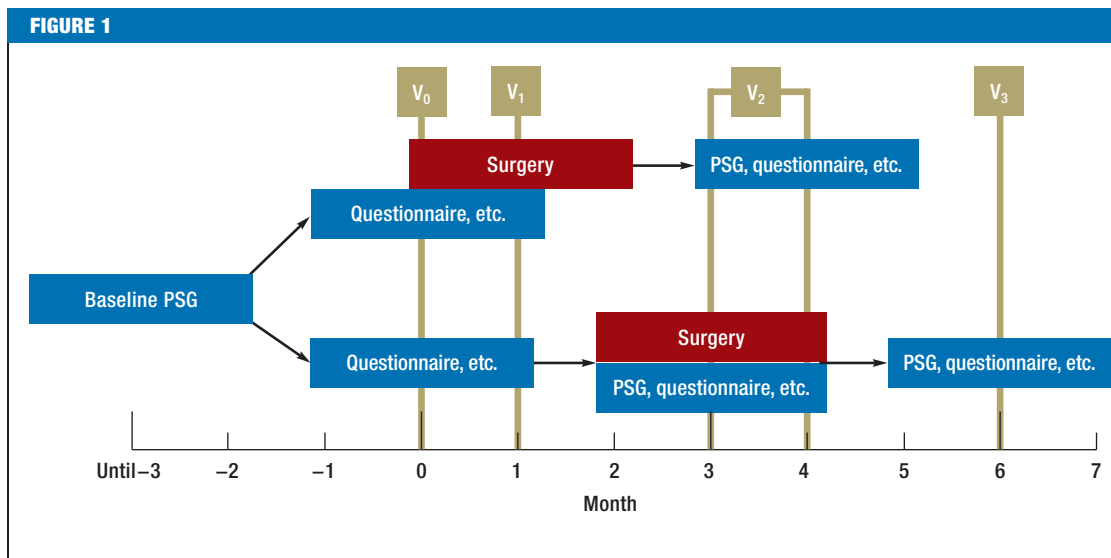 FIGURE 1
V₀ V₁ V₂ V₃
Surgery
PSG, questionnaire, etc.
Questionnaire, etc.
Baseline PSG
Surgery
Questionnaire, etc.
PSG, questionnaire, etc.
PSG, questionnaire, etc.
Until–3 –2 –1 0 1 2 3 4 5 6 7
Month